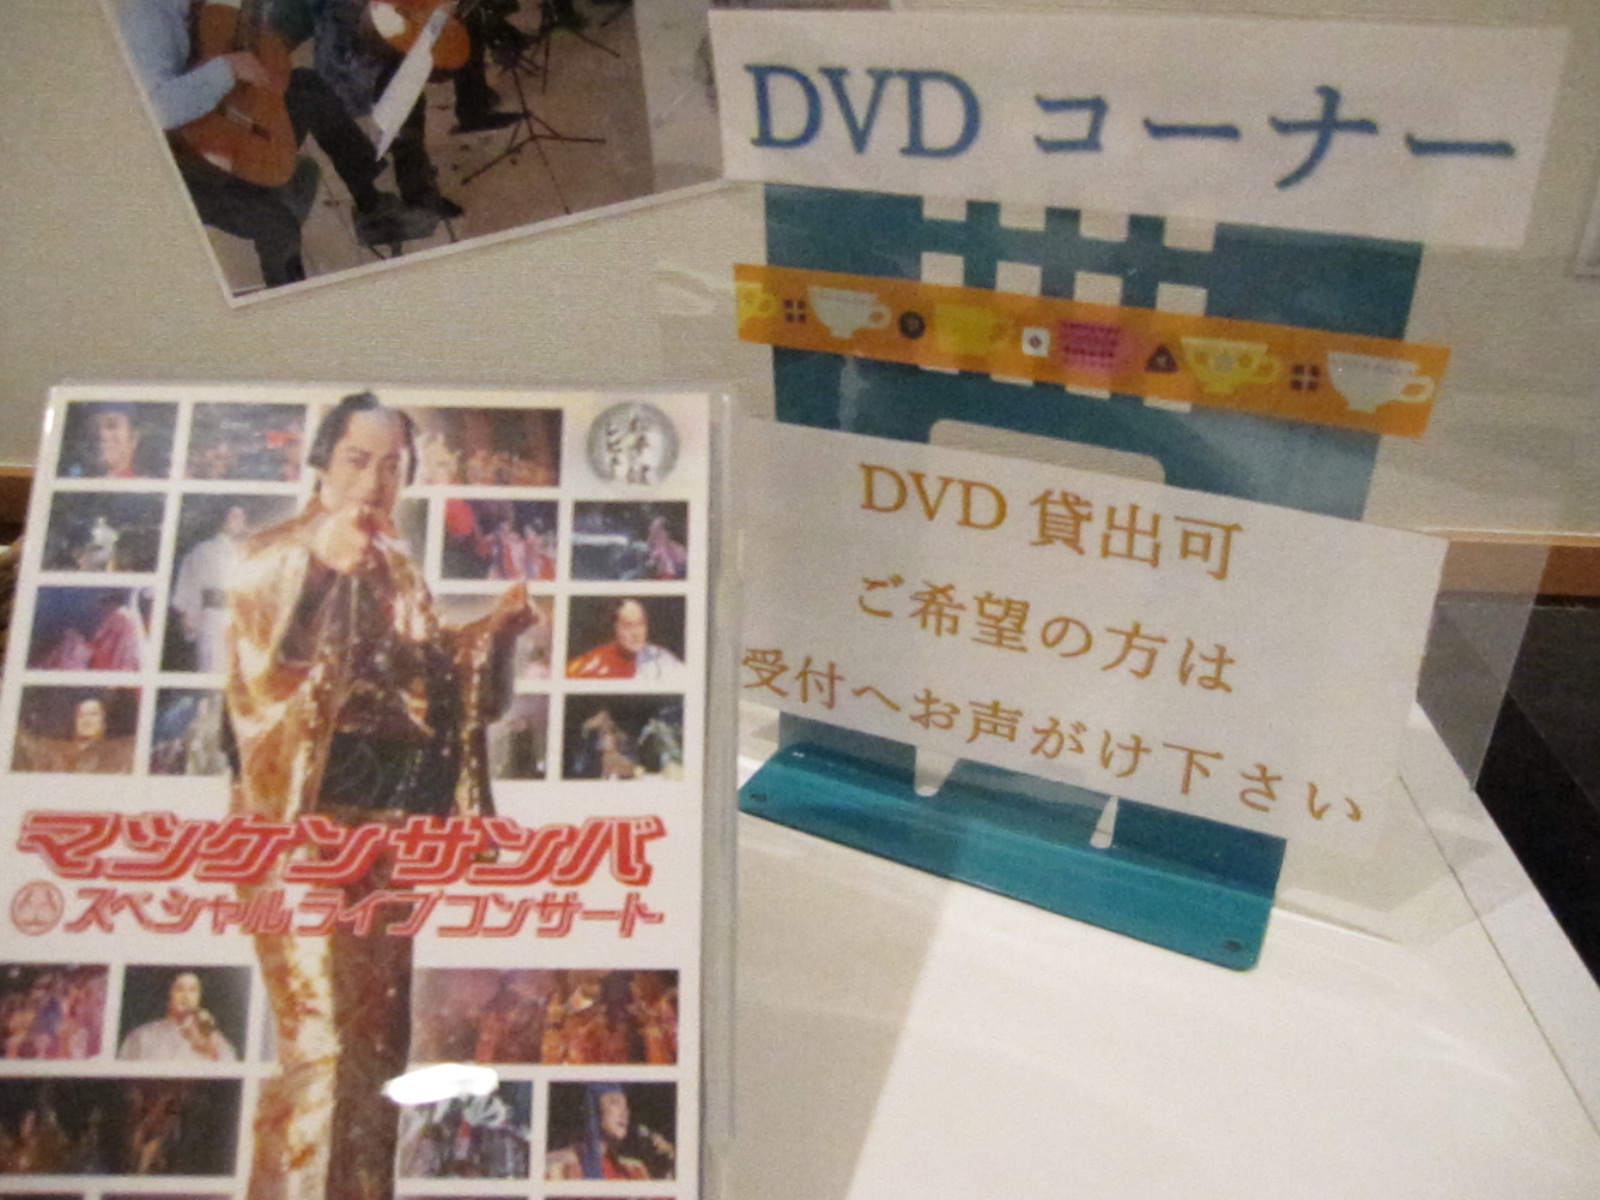 DVD コーナー
DVD 貸出可
ご希望の方は
受付へお声がけ下さい
マツケンサンバ
スペシャルライブコンサート